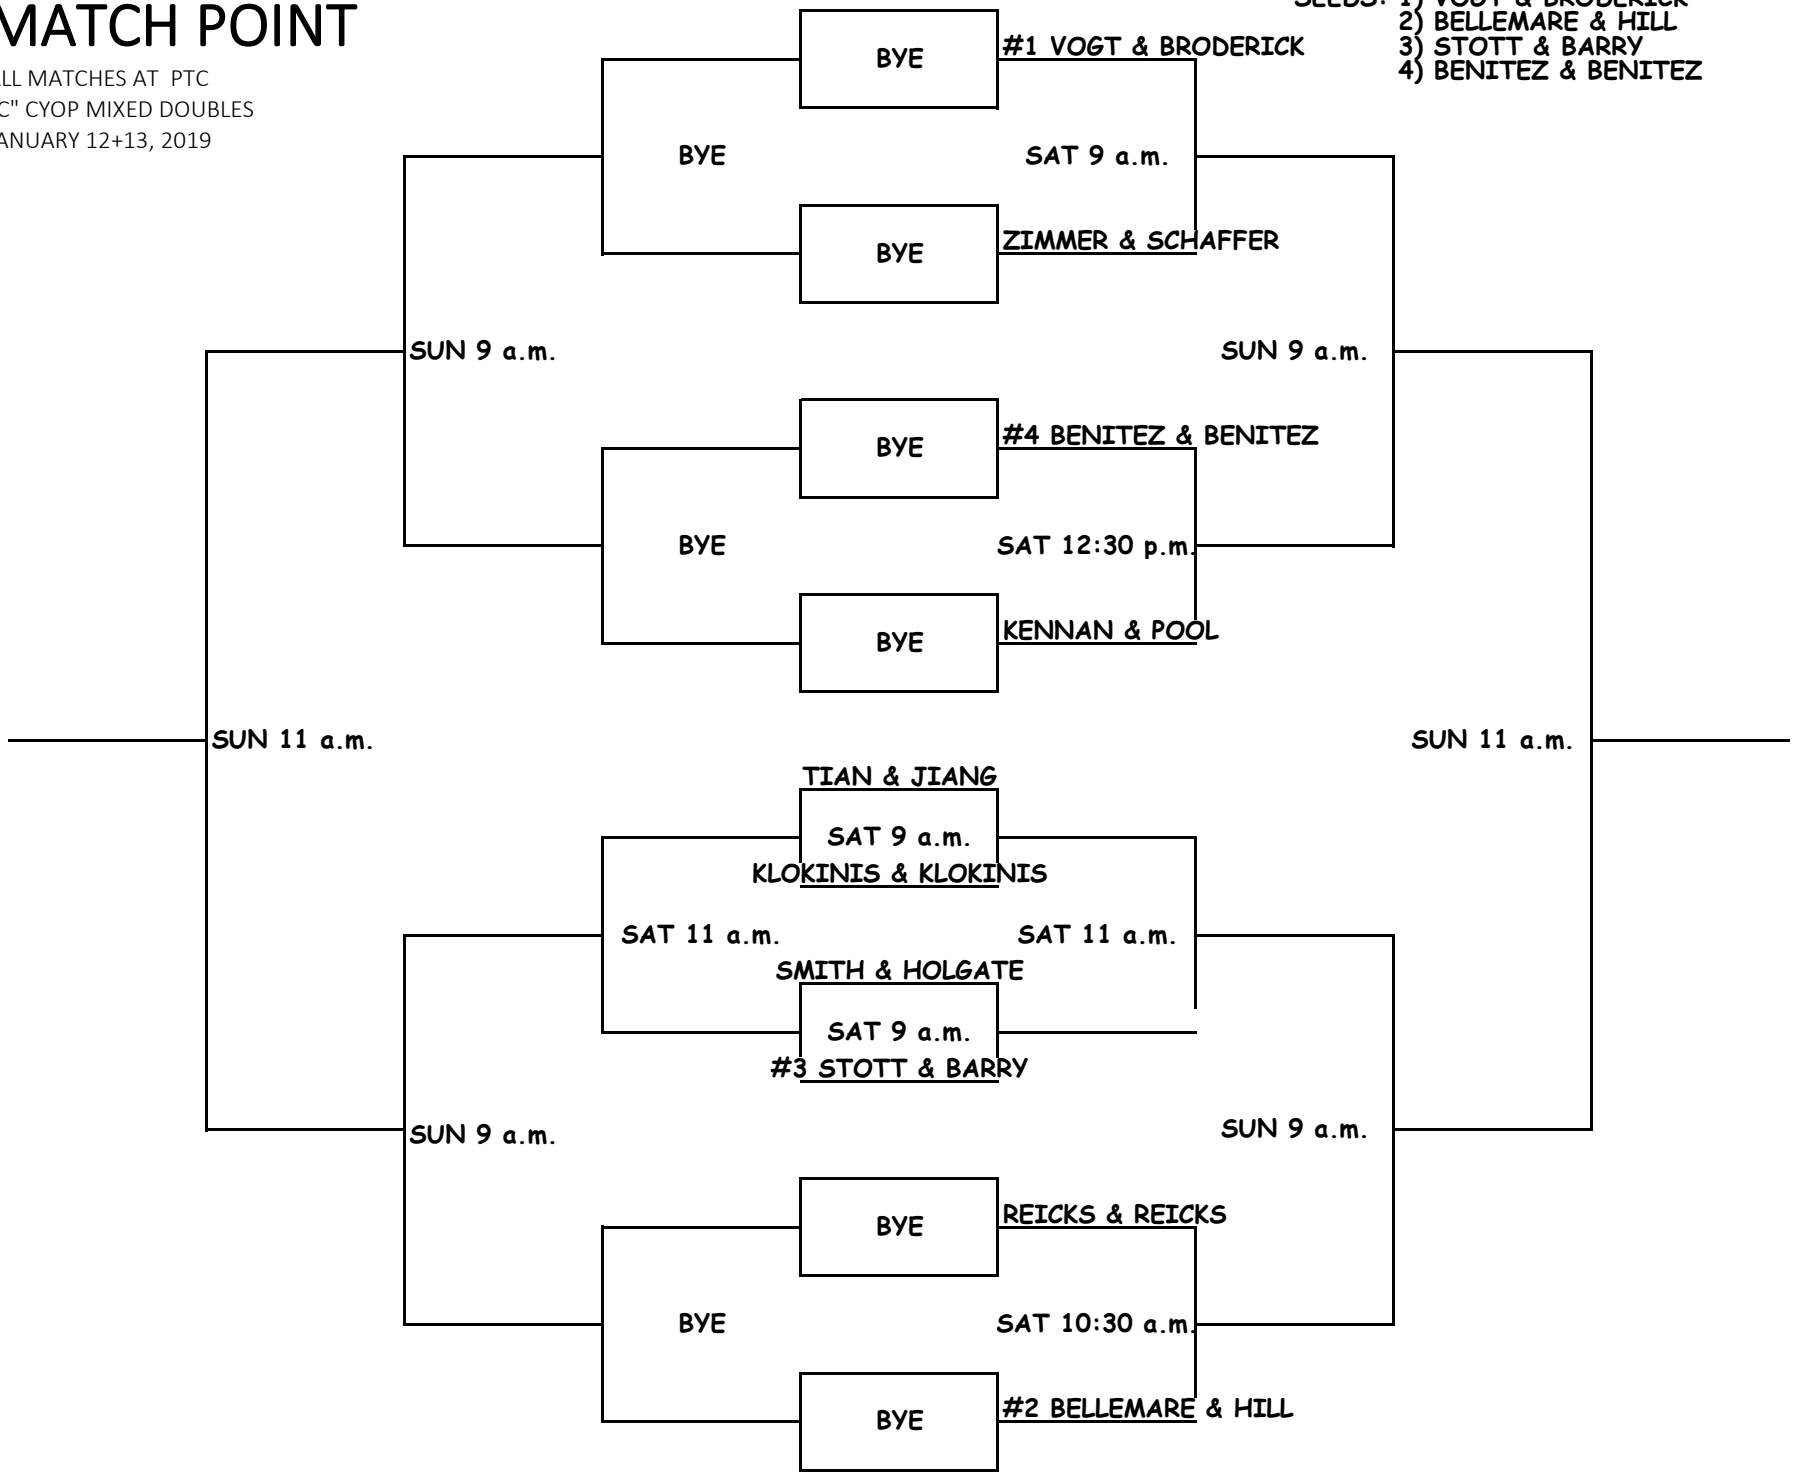 MATCH POINT
SEEDS: 1) VOGT & BRODERICK
2) BELLEMARE & HILL
3) STOTT & BARRY
4) BENITEZ & BENITEZ
LL MATCHES AT PTC
C" CYOP MIXED DOUBLES
ANUARY 12+13, 2019
BYE
#1 VOGT & BRODERICK
BYE
SAT 9 a.m.
BYE
ZIMMER & SCHAFFER
SUN 9 a.m.
SUN 9 a.m.
BYE
#4 BENITEZ & BENITEZ
BYE
SAT 12:30 p.m.
BYE
KENNAN & POOL
SUN 11 a.m.
SUN 11 a.m.
TIAN & JIANG
SAT 9 a.m.
KLOKINIS & KLOKINIS
SAT 11 a.m.
SAT 11 a.m.
SMITH & HOLGATE
SAT 9 a.m.
#3 STOTT & BARRY
SUN 9 a.m.
SUN 9 a.m.
BYE
REICKS & REICKS
BYE
SAT 10:30 a.m.
BYE
#2 BELLEMARE & HILL